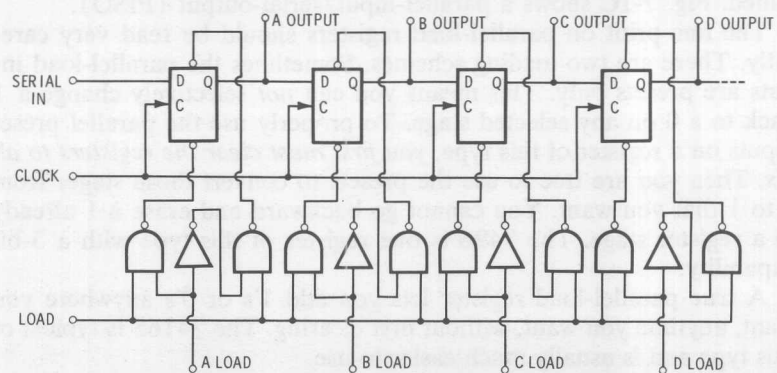 A OUTPUT
B OUTPUT
C OUTPUT
D OUTPUT
SERIAL
IN
D Q
D Q
D Q
D Q
C
C
C
C
CLOCK
LOAD
A LOAD
B LOAD
C LOAD
D LOAD